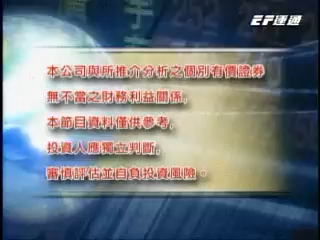 EF運通
本公司與所推介分析之個別有價證券
無不當之財務利益關係,
本節目資料僅供參考,
投資人應獨立判斷,
審慎評估並自負投資風險。